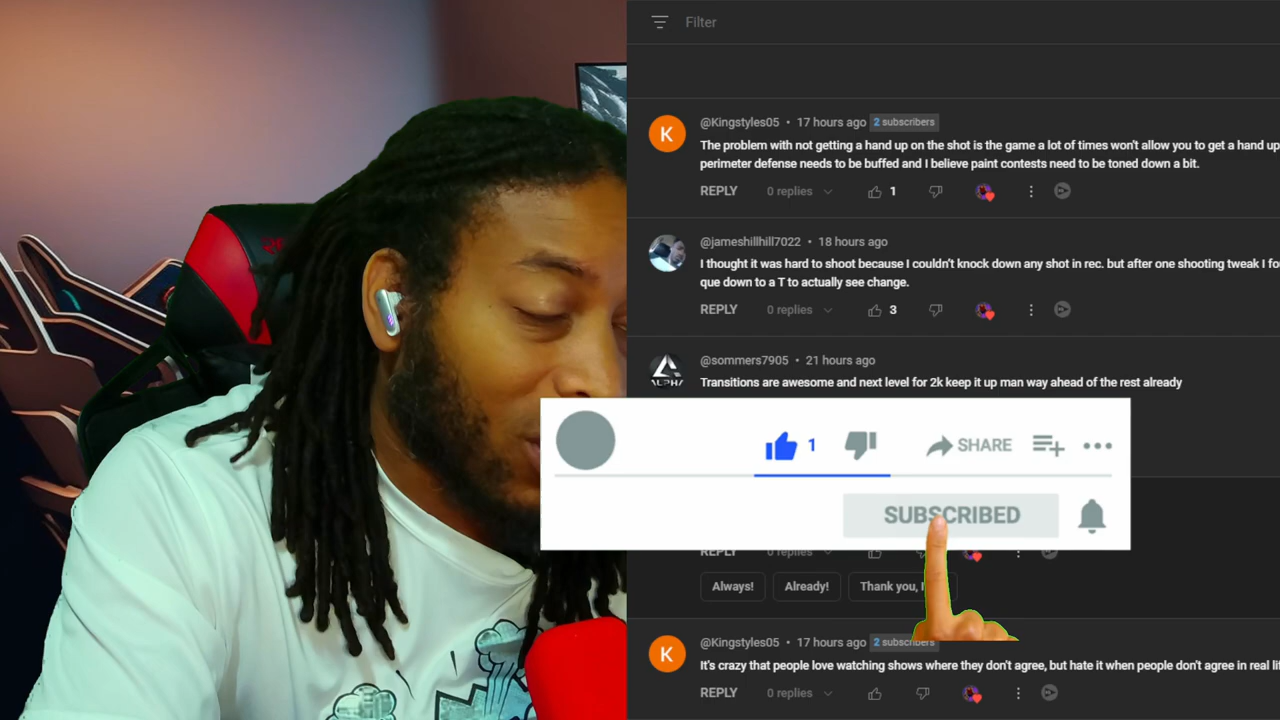 Filter
@Kingstyles05 • 17 hours ago 2 subscribers
The problem with not getting a hand up on the shot is the game a lot of times won't allow you to get a hand up
perimeter defense needs to be buffed and I believe paint contests need to be toned down a bit.
REPLY 0 replies 1
@jameshillhill7022 • 18 hours ago
I thought it was hard to shoot because I couldn't knock down any shot in rec. but after one shooting tweak I fo
que down to a T to actually see change.
REPLY 0 replies 3
@sommers7905 • 21 hours ago
ALPHA
Transitions are awesome and next level for 2k keep it up man way ahead of the rest already
1 SHARE
SUBSCRIBED
REPLY 0 replies
Always! Already! Thank you,
@Kingstyles05 • 17 hours ago 2 subscribers
It's crazy that people love watching shows where they don't agree, but hate it when people don't agree in real li
REPLY 0 replies
K
K